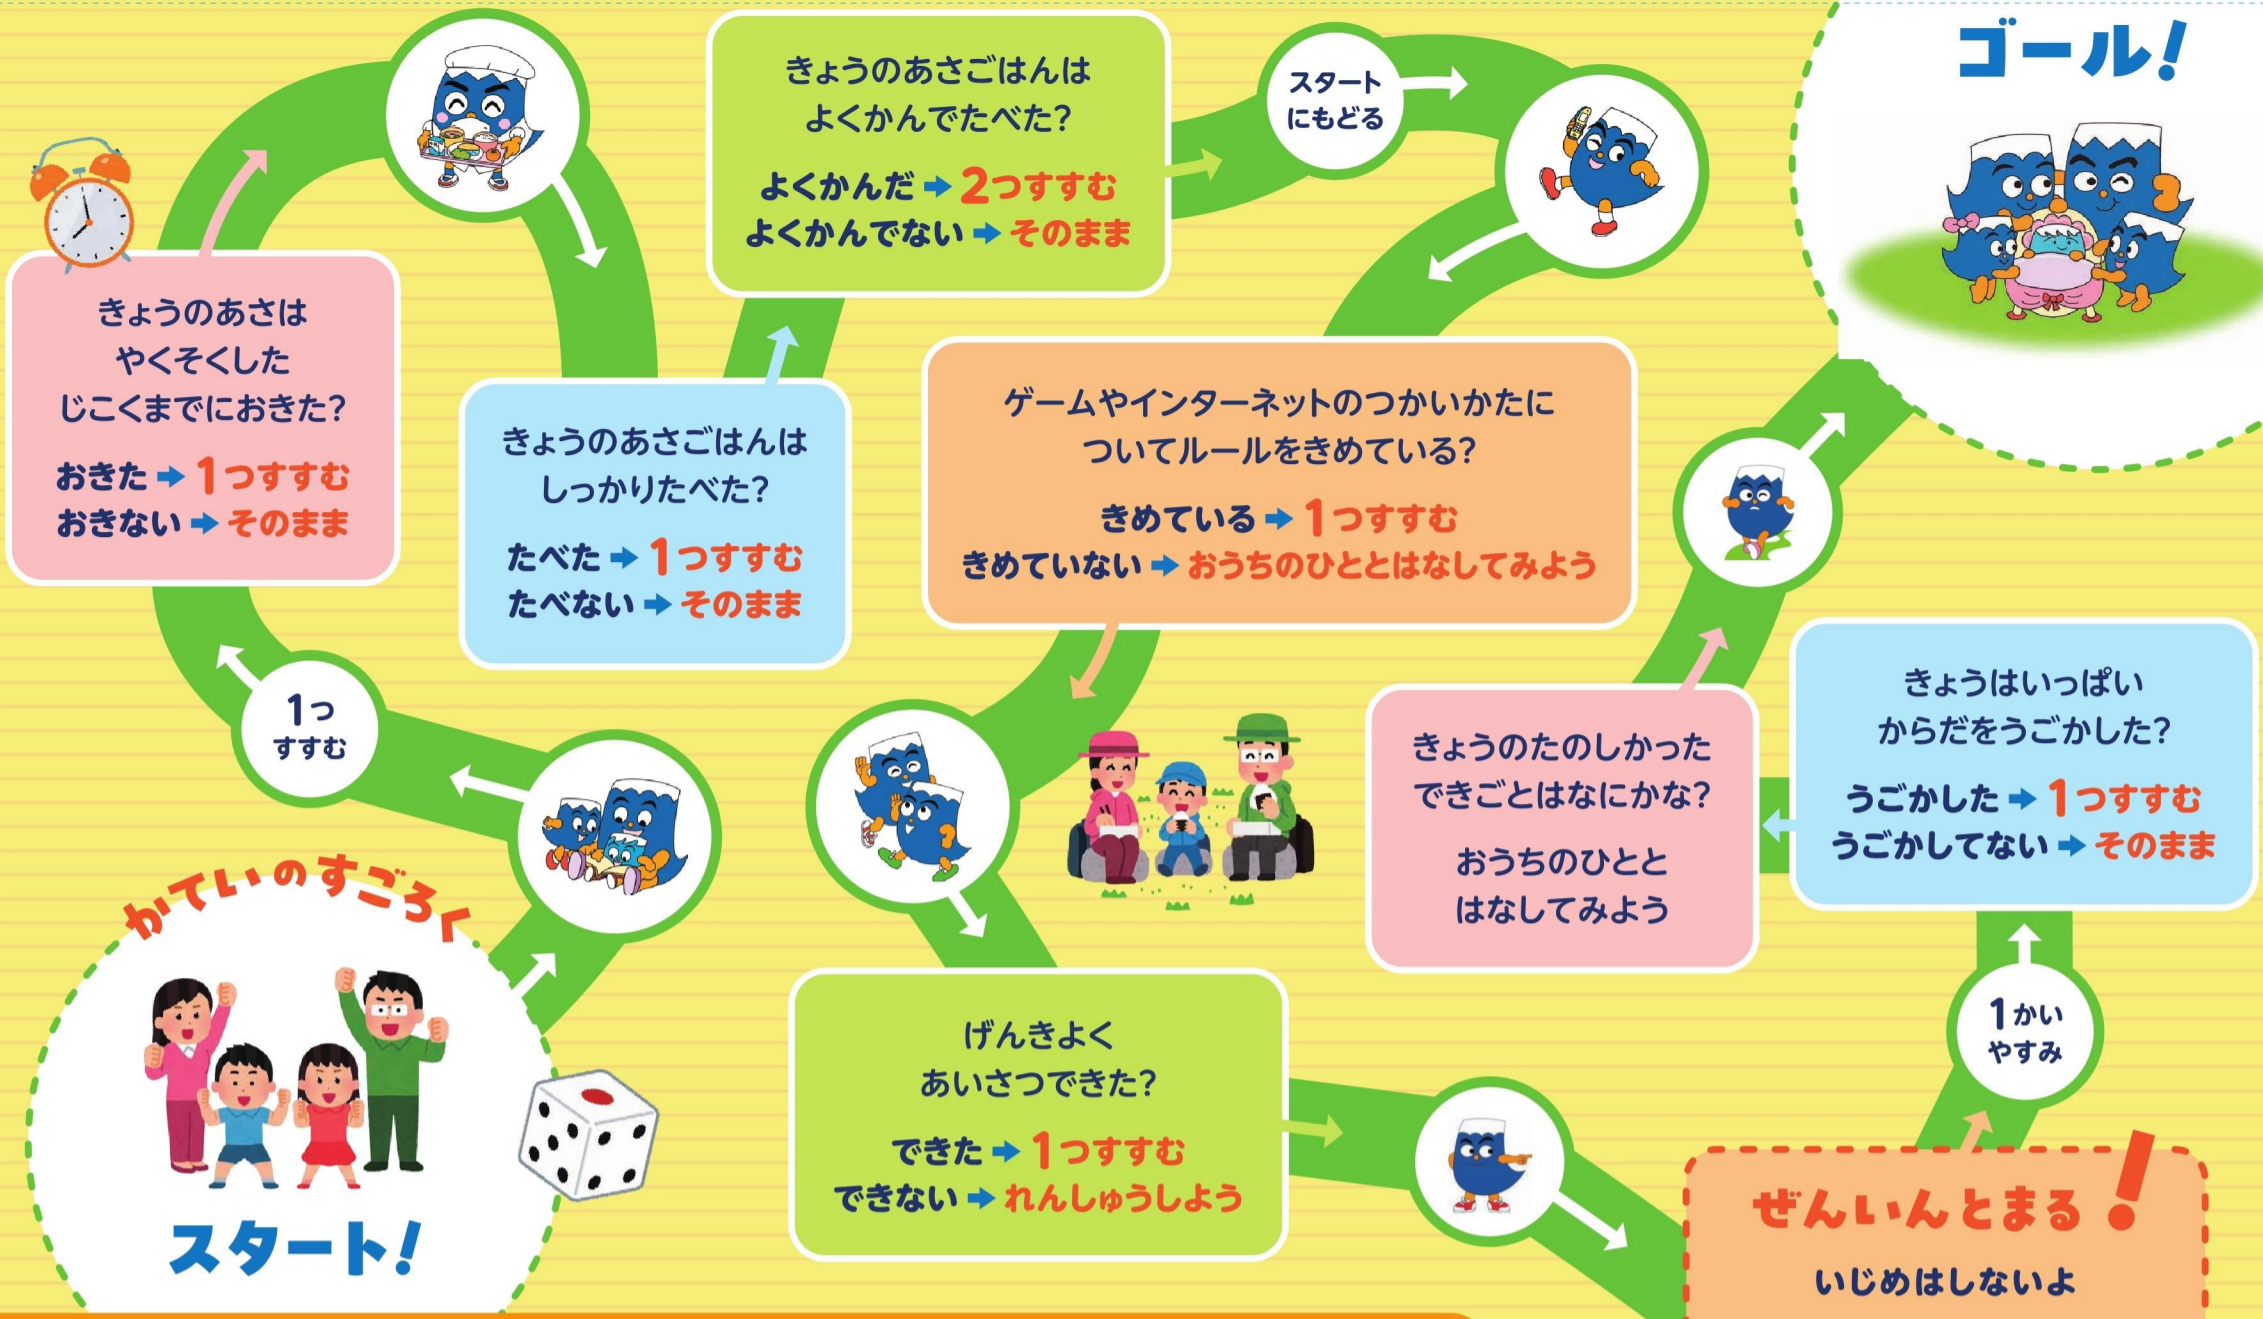 かていのすごろく
スタート!
1つ
すすむ
きょうのあさは
やくそくした
じこくまでにおきた?
おきた➡1つすすむ
おきない➡そのまま
きょうのあさごはんは
しっかりたべた?
たべた➡1つすすむ
たべない➡そのまま
きょうのあさごはんは
よくかんでたべた?
よくかんだ➡2つすすむ
よくかんでない➡そのまま
スタート
にもどる
ゲームやインターネットのつかいかたに
ついてルールをきめている?
きめている➡1つすすむ
きめていない➡おうちのひととはなしてみよう
げんきよく
あいさつできた?
できた➡1つすすむ
できない➡れんしゅうしよう
ぜんいんとまる!
いじめはしないよ
1かい
やすみ
きょうはいっぱい
からだをうごかした?
うごかした➡1つすすむ
うごかしてない➡そのまま
きょうのたのしかった
できごとはなにかな?
おうちのひとと
はなしてみよう
ゴール!